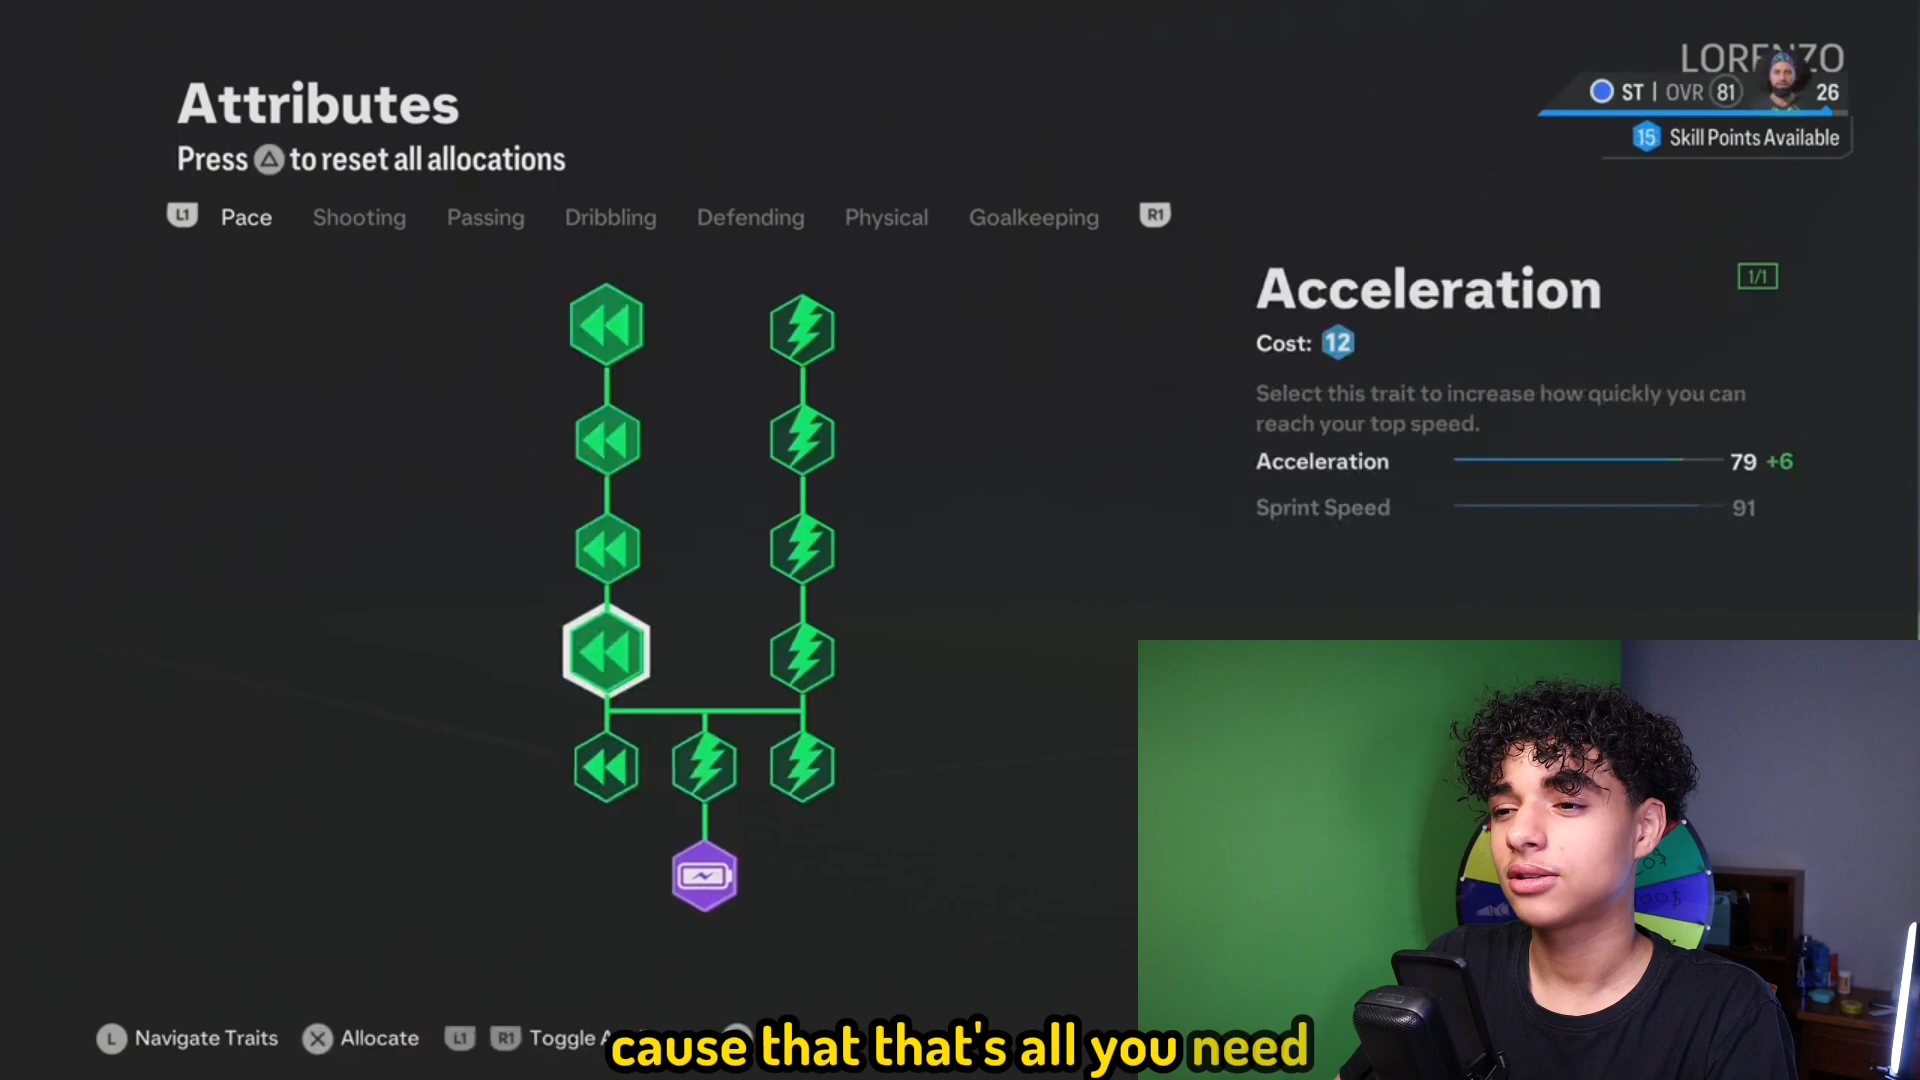 LORENZO
ST | OVR 81 26
15 Skill Points Available
Attributes
Press to reset all allocations
L1 Pace Shooting Passing Dribbling Defending Physical Goalkeeping R1
Acceleration
1/1
Cost: 12
Select this trait to increase how quickly you can
reach your top speed.
Acceleration 79 +6
Sprint Speed 91
L Navigate Traits Allocate L1 R1 Toggle
cause that that's all you need